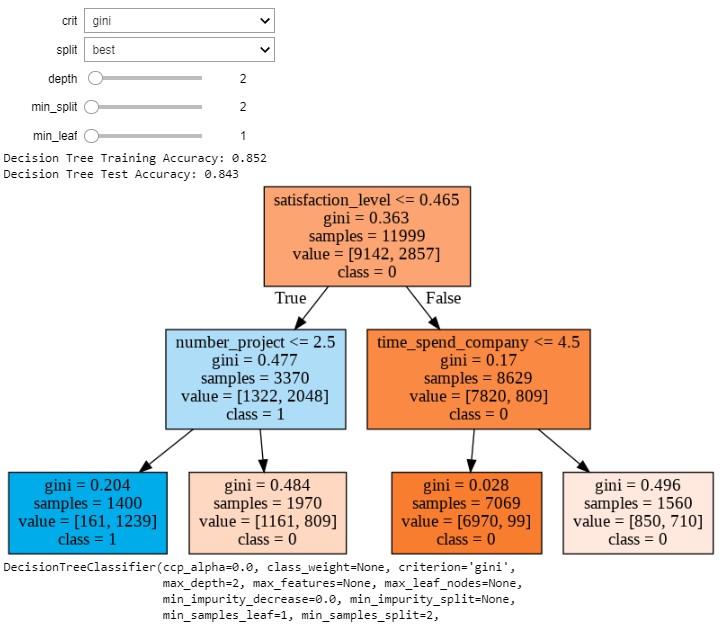 crit gini
split best
depth 2
min_split 2
min_leaf 1
Decision Tree Training Accuracy: 0.852
Decision Tree Test Accuracy: 0.843
satisfaction_level <= 0.465
gini = 0.363
samples = 11999
value = [9142, 2857]
class = 0
True
False
number_project <= 2.5
gini = 0.477
samples = 3370
value = [1322, 2048]
class = 1
time_spend_company <= 4.5
gini = 0.17
samples = 8629
value = [7820, 809]
class = 0
gini = 0.204
samples = 1400
value = [161, 1239]
class = 1
gini = 0.484
samples = 1970
value = [1161, 809]
class = 0
gini = 0.028
samples = 7069
value = [6970, 99]
class = 0
gini = 0.496
samples = 1560
value = [850, 710]
class = 0
DecisionTreeClassifier(ccp_alpha=0.0, class_weight=None, criterion='gini',
max_depth=2, max_features=None, max_leaf_nodes=None,
min_impurity_decrease=0.0, min_impurity_split=None,
min_samples_leaf=1, min_samples_split=2,